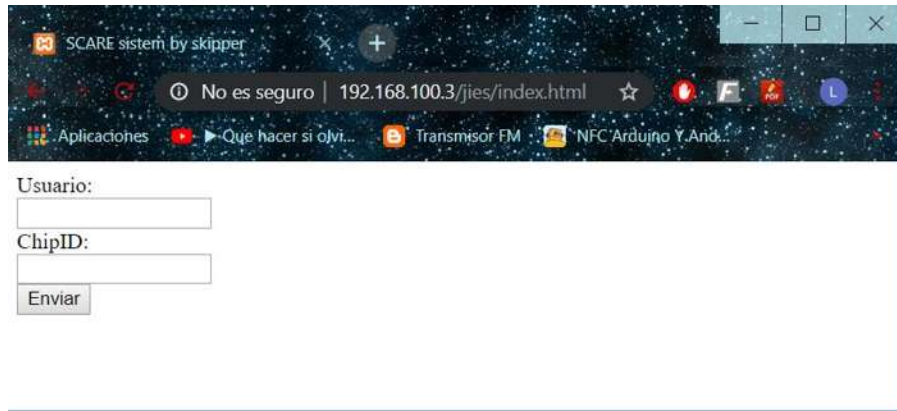 SCARE sistem by skipper
No es seguro | 192.168.100.3/jies/index.html
Aplicaciones ►Que hacer si olvi... Transmisor FM NFC Arduino Y And...
Usuario:
ChipID:
Enviar